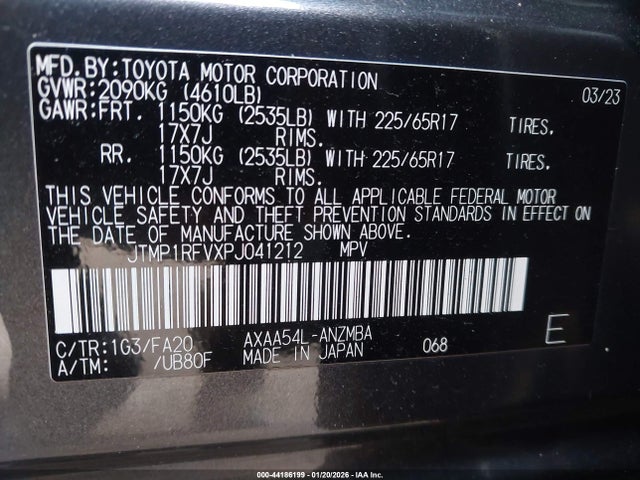 MFD.BY:TOYOTA MOTOR CORPORATION 03/23
GVWR:2090KG (4610LB)
GAWR:FRT. 1150KG (2535LB) WITH 225/65R17 TIRES.
17X7J RIMS.
RR. 1150KG (2535LB) WITH 225/65R17 TIRES.
17X7J RIMS.
THIS VEHICLE CONFORMS TO ALL APPLICABLE FEDERAL MOTOR
VEHICLE SAFETY AND THEFT PREVENTION STANDARDS IN EFFECT ON
THE DATE OF MANUFACTURE SHOWN ABOVE.
JTMP1RFVXPJ041212 MPV
C/TR:1G3/FA20 AXAA54L-ANZMBA 068 E
A/TM: /UB80F MADE IN JAPAN
000-44186199 - 01/20/2026 - IAA Inc.